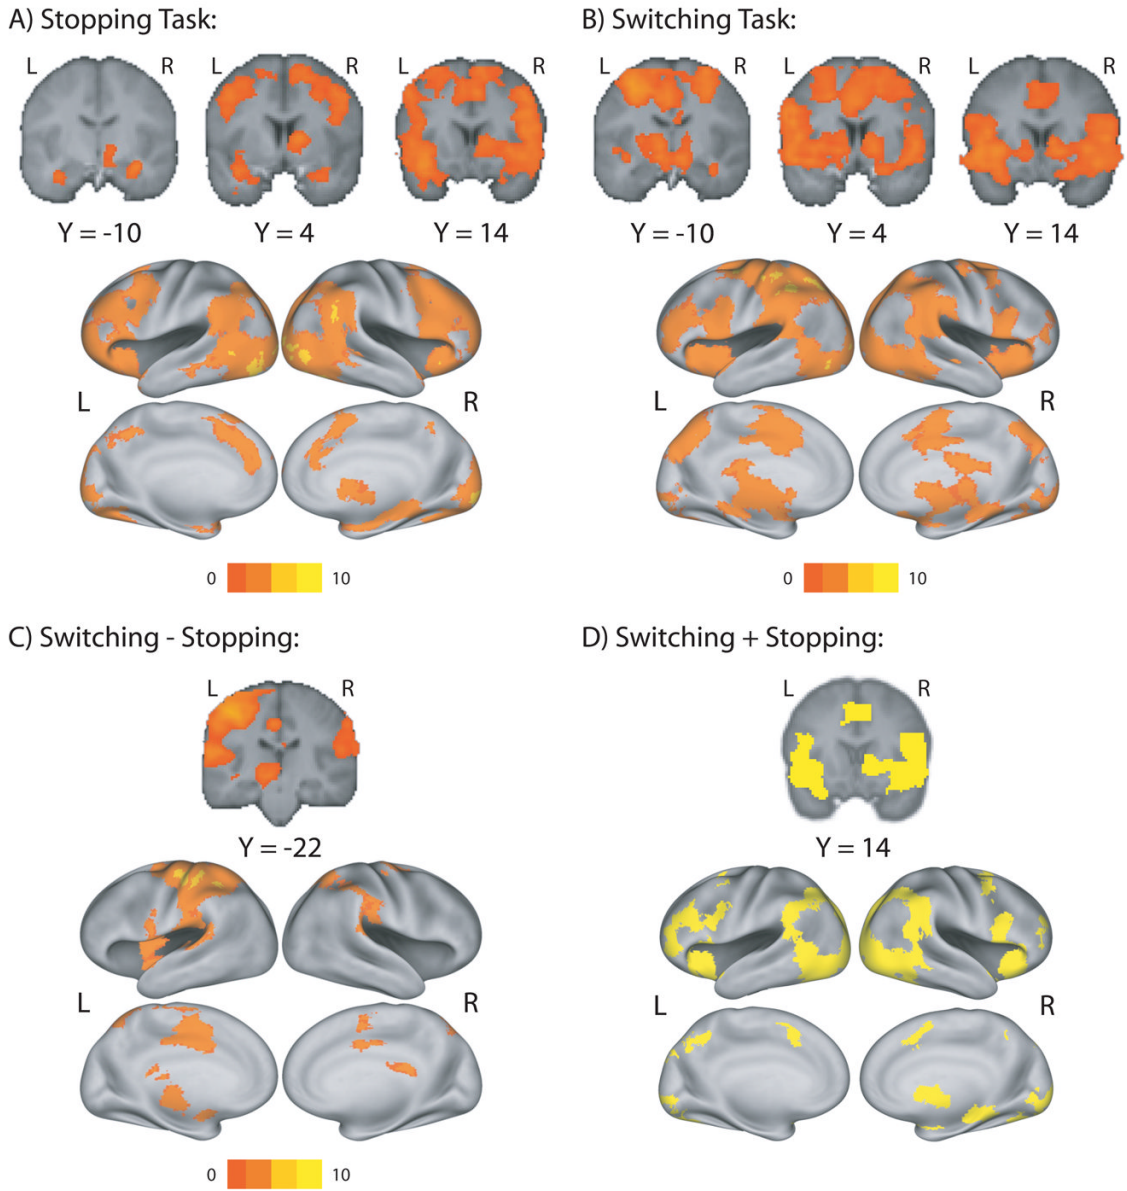 A) Stopping Task:
L R L R L R
Y = -10 Y = 4 Y = 14
L R
0 10
B) Switching Task:
L R L R L R
Y = -10 Y = 4 Y = 14
L R
0 10
C) Switching - Stopping:
L R
Y = -22
L R
0 10
D) Switching + Stopping:
L R
Y = 14
L R